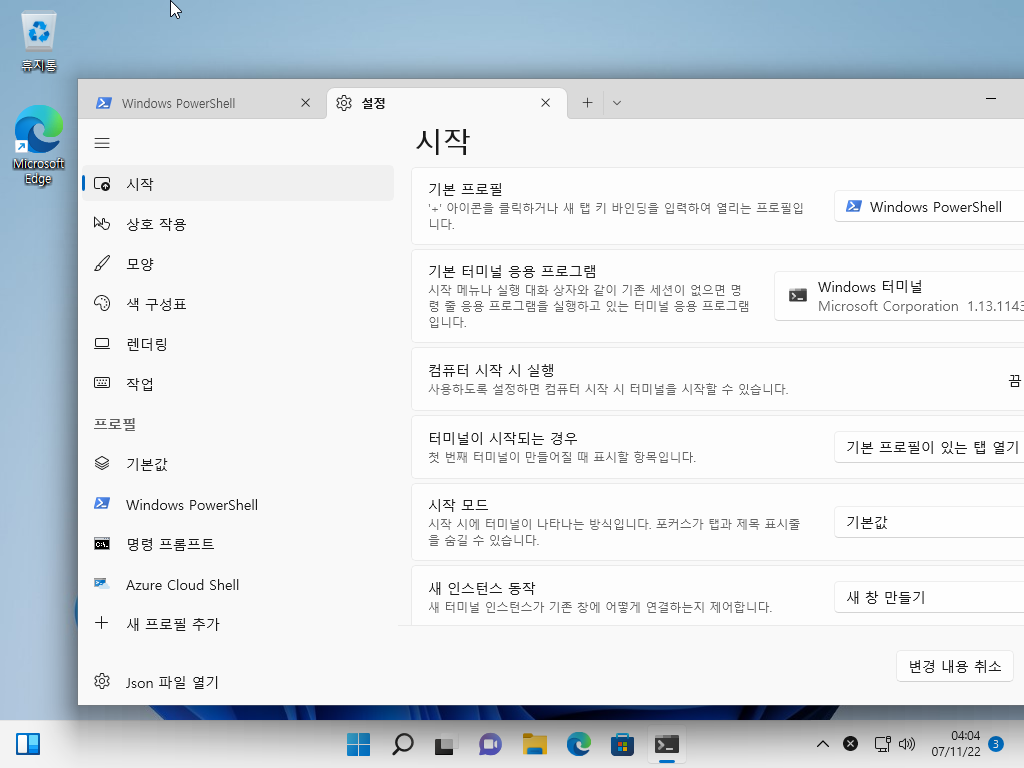 휴지통
Microsoft
Edge
Windows PowerShell
설정
시작
시작
상호 작용
모양
색 구성표
렌더링
작업
프로필
기본값
Windows PowerShell
명령 프롬프트
Azure Cloud Shell
새 프로필 추가
Json 파일 열기
기본 프로필
'+' 아이콘을 클릭하거나 새 탭 키 바인딩을 입력하여 열리는 프로필입
니다.
Windows PowerShell
기본 터미널 응용 프로그램
시작 메뉴나 실행 대화 상자와 같이 기존 세션이 없으면 명
령 줄 응용 프로그램을 실행하고 있는 터미널 응용 프로그램
입니다.
Windows 터미널
Microsoft Corporation 1.13.1143
컴퓨터 시작 시 실행
사용하도록 설정하면 컴퓨터 시작 시 터미널을 시작할 수 있습니다.
끔
터미널이 시작되는 경우
첫 번째 터미널이 만들어질 때 표시할 항목입니다.
기본 프로필이 있는 탭 열기
시작 모드
시작 시에 터미널이 나타나는 방식입니다. 포커스가 탭과 제목 표시줄
을 숨길 수 있습니다.
기본값
새 인스턴스 동작
새 터미널 인스턴스가 기존 창에 어떻게 연결하는지 제어합니다.
새 창 만들기
변경 내용 취소
04:04
07/11/22
3